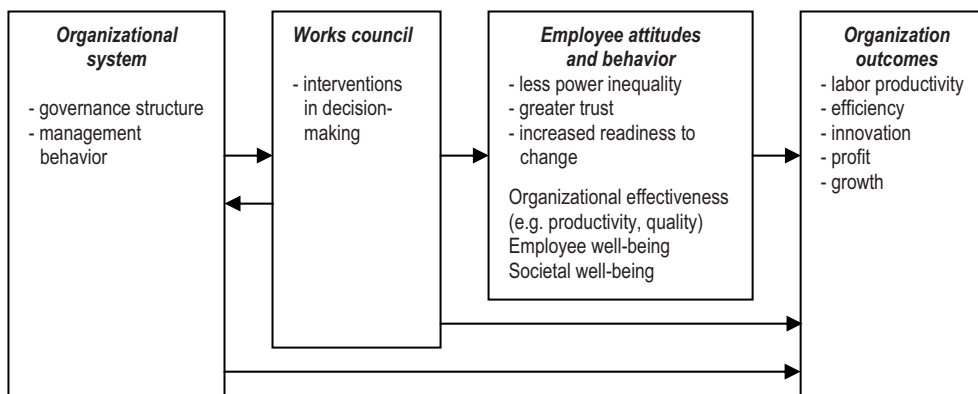 Organizational
system
- governance structure
- management
behavior
Works council
- interventions
in decision-
making
Employee attitudes
and behavior
- less power inequality
- greater trust
- increased readiness to
change
Organizational effectiveness
(e.g. productivity, quality)
Employee well-being
Societal well-being
Organization
outcomes
- labor productivity
- efficiency
- innovation
- profit
- growth